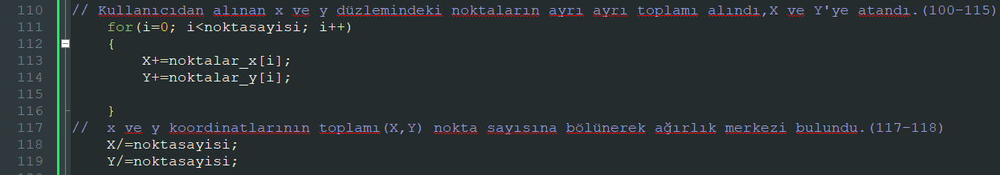 110 // Kullanıcıdan alınan x ve y düzlemindeki noktaların ayrı ayrı toplamı alındı,X ve Y'ye atandı.(100-115)
111 for(i=0; i<noktasayisi; i++)
112 {
113 X+=noktalar_x[i];
114 Y+=noktalar_y[i];
115
116 }
117 // x ve y koordinatlarının toplamı(X,Y) nokta sayısına bölünerek ağırlık merkezi bulundu.(117-118)
118 X/=noktasayisi;
119 Y/=noktasayisi;